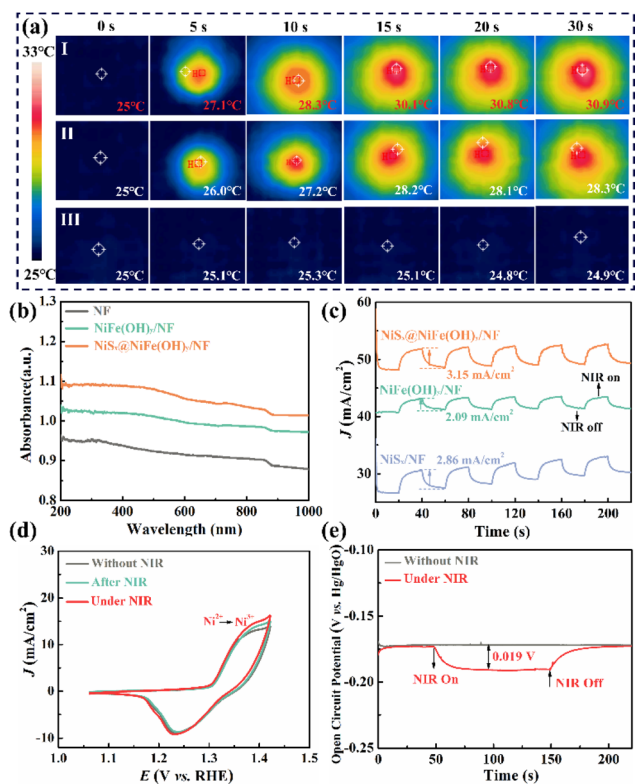 (a) 0 s 5 s 10 s 15 s 20 s 30 s
33℃
I
25℃ 27.1℃ 28.3℃ 30.1℃ 30.8℃ 30.9℃
II
25℃ 26.0℃ 27.2℃ 28.2℃ 28.1℃ 28.3℃
III
25℃ 25.1℃ 25.3℃ 25.1℃ 24.8℃ 24.9℃
25℃
(b)
NF
NiFe(OH)ᵧ/NF
NiSₓ@NiFe(OH)ᵧ/NF
Absorbance(a.u.)
1.3
1.2
1.1
1.0
0.9
0.8
200 400 600 800 1000
Wavelength (nm)
(c)
NiSₓ@NiFe(OH)ᵧ/NF
3.15 mA/cm²
NIR on
NiFe(OH)ᵧ/NF
2.09 mA/cm²
NIR off
NiSₓ/NF 2.86 mA/cm²
J (mA/cm²)
60
50
40
30
0 40 80 120 160 200
Time (s)
(d)
Without NIR
After NIR
Under NIR
Ni²⁺ Ni³⁺
J (mA/cm²)
30
20
10
0
-10
1.0 1.1 1.2 1.3 1.4 1.5
E (V vs. RHE)
(e)
Without NIR
Under NIR
0.019 V
NIR On
NIR Off
Open Circuit Potential (V vs. Hg/HgO)
-0.10
-0.15
-0.20
-0.25
0 50 100 150 200
Time (s)